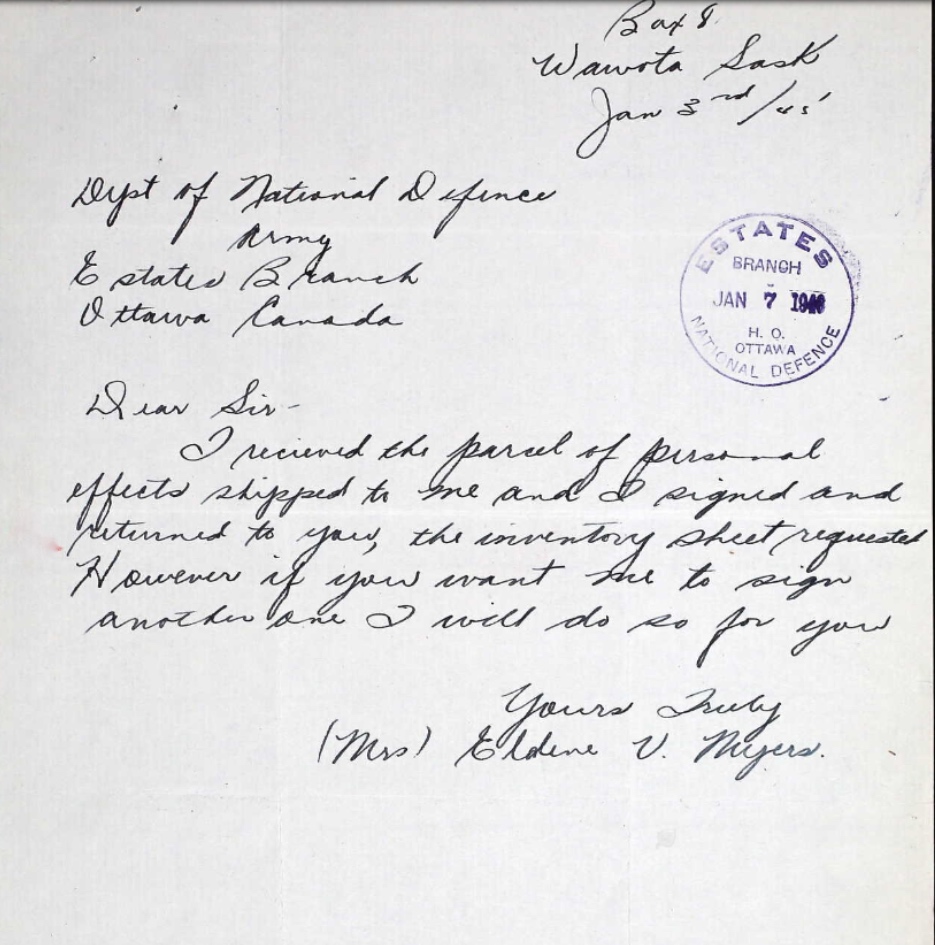 Box 8
Wawota Sask
Jan 3rd/45'
Dept of National Defence
Army
Estates Branch
Ottawa Canada
ESTATES
BRANCH
JAN 7 1946
H. Q.
OTTAWA
NATIONAL DEFENCE
Dear Sir-
I recieved the parcel of personal
effects shipped to me and I signed and
returned to you, the inventory sheet requested
However if you want me to sign
another one I will do so for you
Yours Truly
(Mrs) Eldene V. Myers.